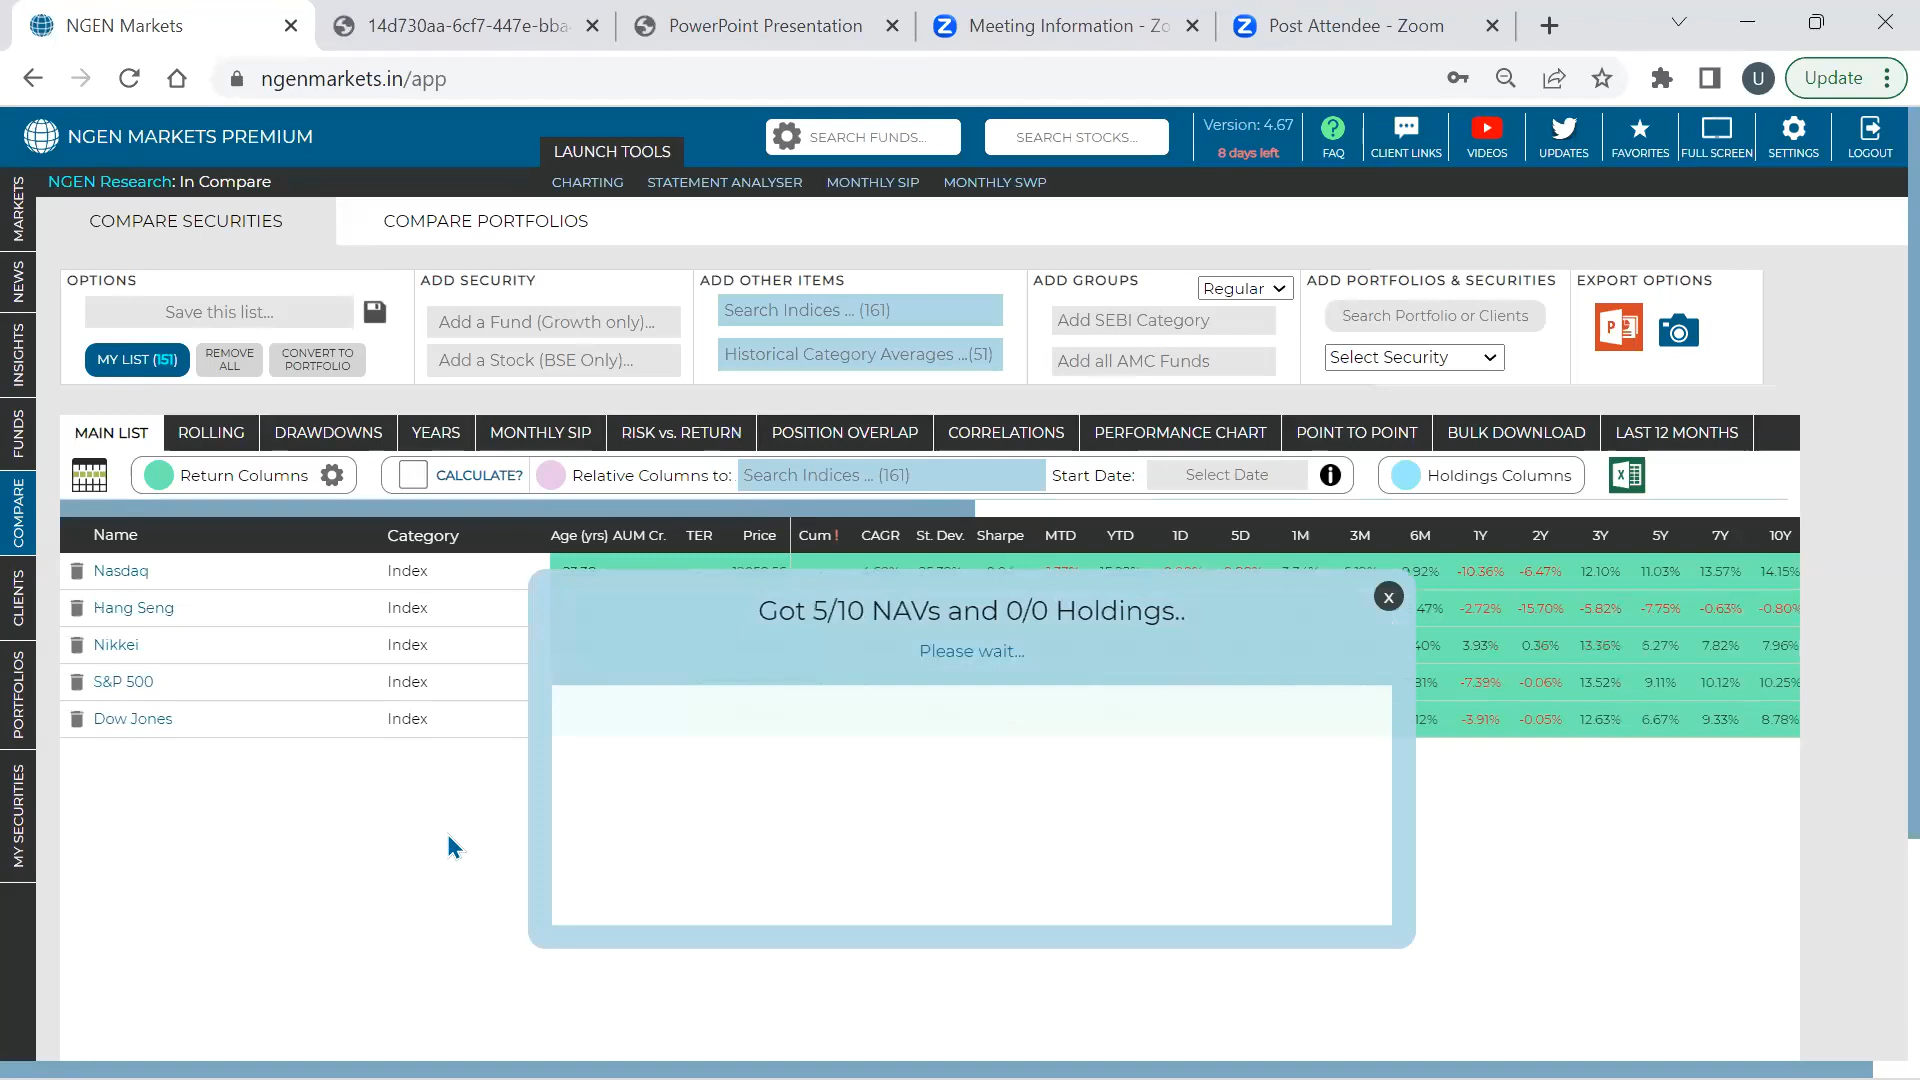 NGEN Markets
14d730aa-6cf7-447e-bba
PowerPoint Presentation
Meeting Information - Zo
Post Attendee - Zoom
ngenmarkets.in/app
U
Update
NGEN MARKETS PREMIUM
LAUNCH TOOLS
SEARCH FUNDS...
SEARCH STOCKS...
Version: 4.67
8 days left
FAQ
CLIENT LINKS
VIDEOS
UPDATES
FAVORITES
FULL SCREEN
SETTINGS
LOGOUT
NGEN Research: In Compare
CHARTING STATEMENT ANALYSER MONTHLY SIP MONTHLY SWP
MARKETS
NEWS
INSIGHTS
FUNDS
COMPARE
CLIENTS
PORTFOLIOS
MY SECURITIES
COMPARE SECURITIES COMPARE PORTFOLIOS
OPTIONS
Save this list...
MY LIST (151)
REMOVE ALL
CONVERT TO PORTFOLIO
ADD SECURITY
Add a Fund (Growth only)...
Add a Stock (BSE Only)...
ADD OTHER ITEMS
Search Indices ... (161)
Historical Category Averages ...(51)
ADD GROUPS
Regular
Add SEBI Category
Add all AMC Funds
ADD PORTFOLIOS & SECURITIES
Search Portfolio or Clients
Select Security
EXPORT OPTIONS
MAIN LIST ROLLING DRAWDOWNS YEARS MONTHLY SIP RISK vs. RETURN POSITION OVERLAP CORRELATIONS PERFORMANCE CHART POINT TO POINT BULK DOWNLOAD LAST 12 MONTHS
Return Columns CALCULATE? Relative Columns to: Search Indices ... (161) Start Date: Select Date Holdings Columns
Name Category Age (yrs) AUM Cr. TER Price Cum ! CAGR St. Dev. Sharpe MTD YTD 1D 5D 1M 3M 6M 1Y 2Y 3Y 5Y 7Y 10Y
Nasdaq Index -10.36% -6.47% 12.10% 11.03% 13.57% 14.15%
Hang Seng Index 47% -2.72% -15.70% -5.82% -7.75% -0.63% -0.80%
Nikkei Index 40% 3.93% 0.36% 13.36% 5.27% 7.82% 7.96%
S&P 500 Index 81% -7.39% -0.06% 13.52% 9.11% 10.12% 10.25%
Dow Jones Index 12% -3.91% -0.05% 12.63% 6.67% 9.33% 8.78%
Got 5/10 NAVs and 0/0 Holdings..
x
Please wait...